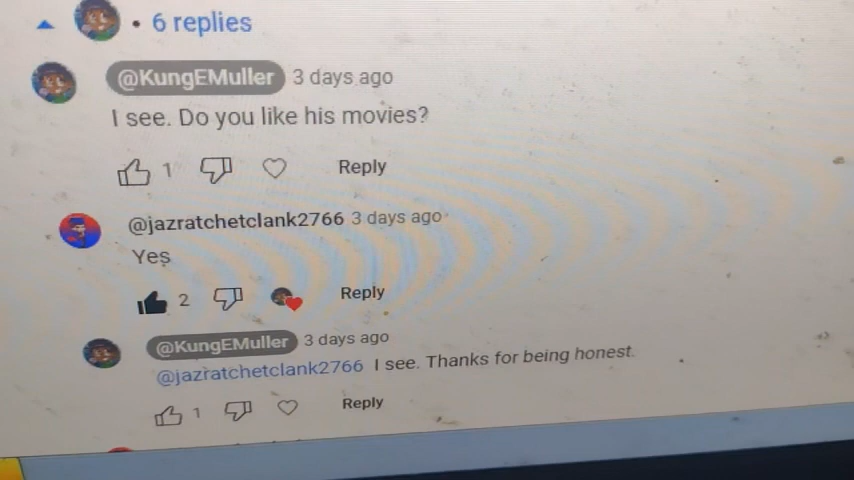 • 6 replies
@KungEMuller 3 days ago
I see. Do you like his movies?
1 Reply
@jazratchetclank2766 3 days ago
Yes
2 Reply
@KungEMuller 3 days ago
@jazratchetclank2766 I see. Thanks for being honest.
1 Reply